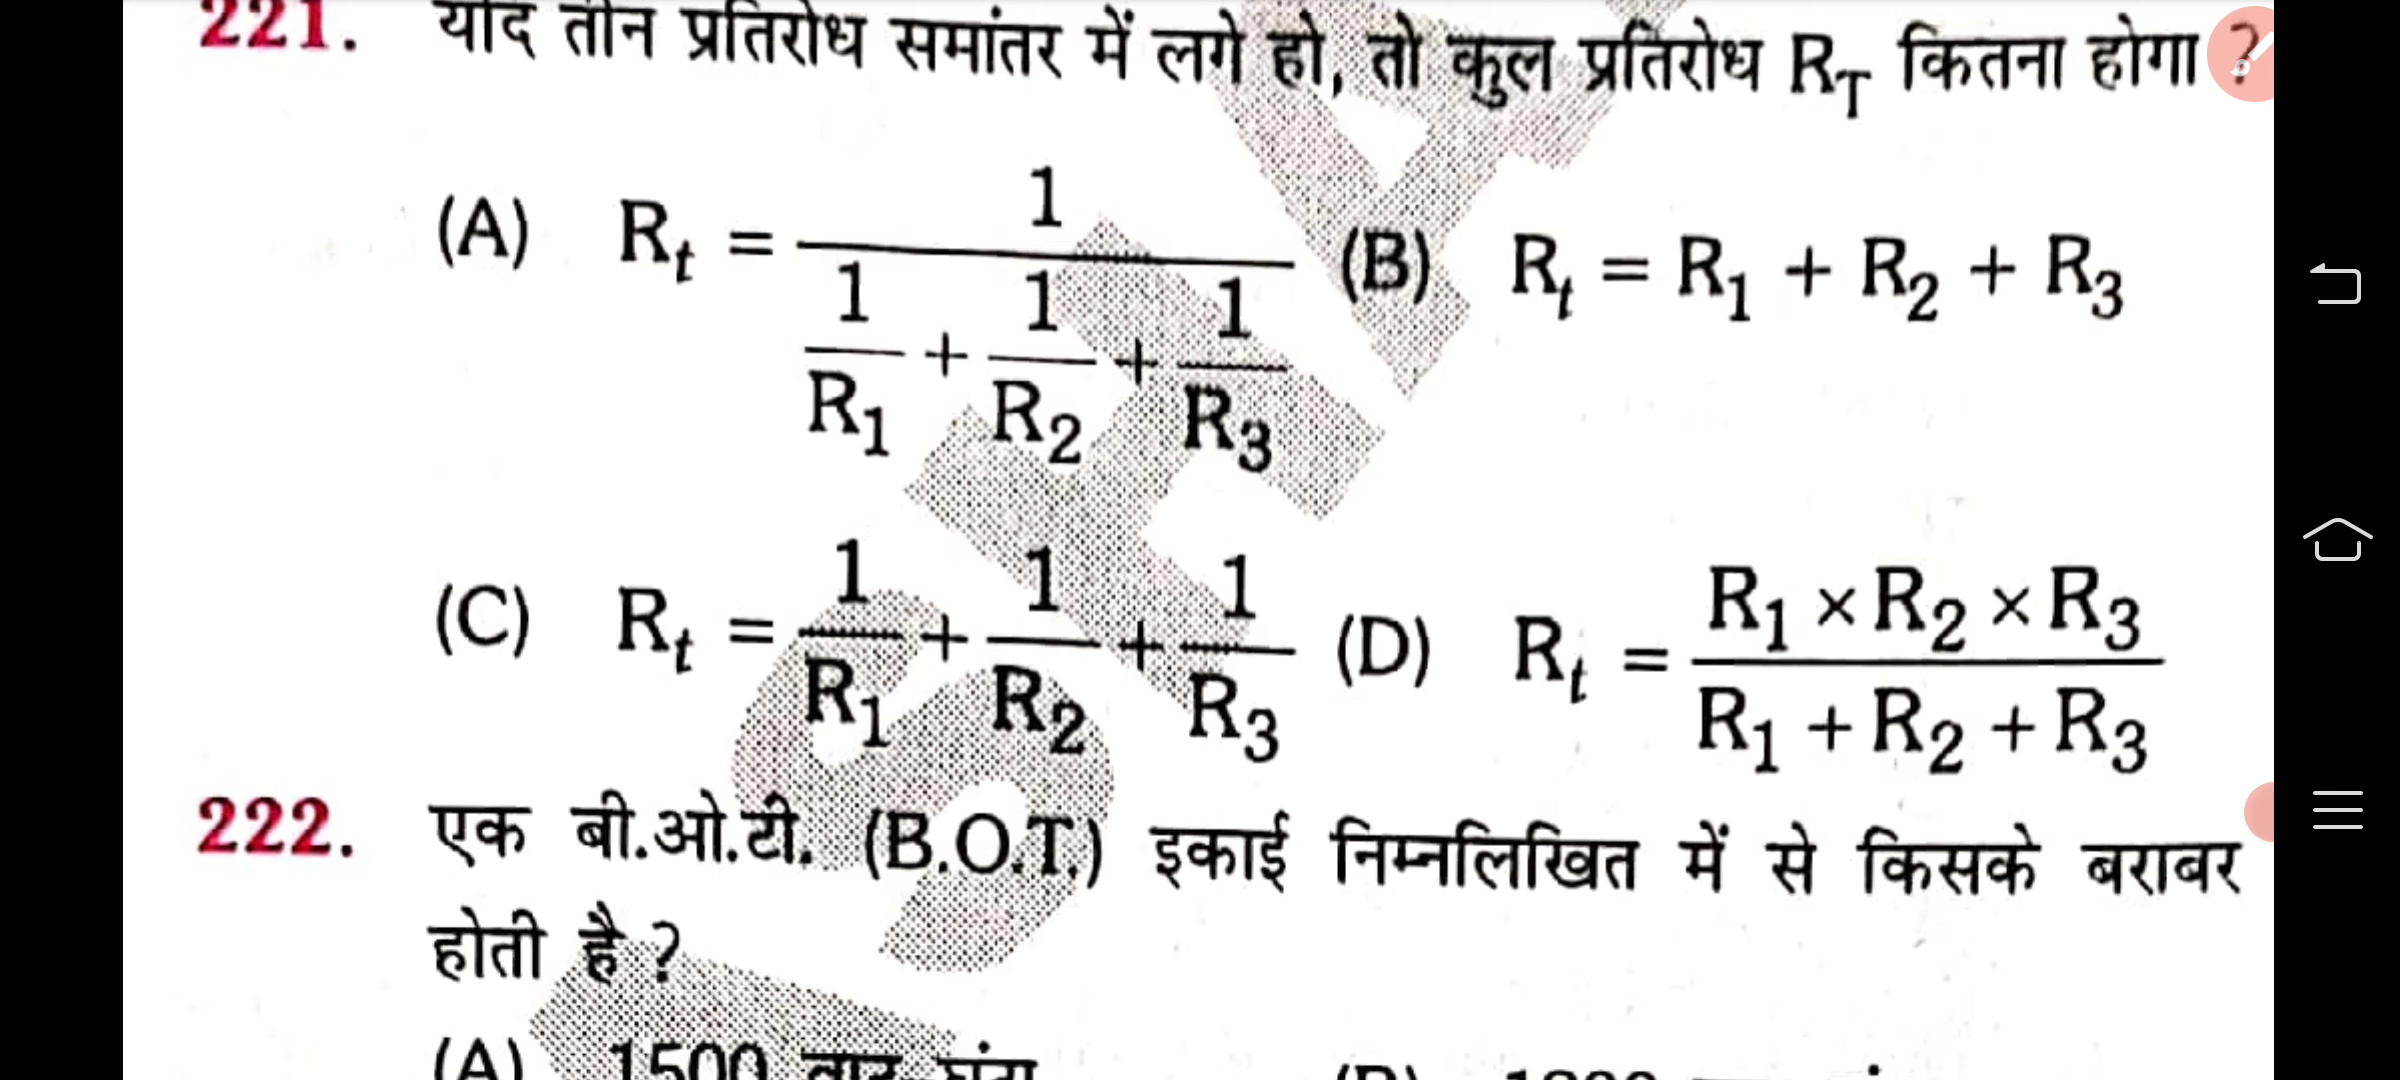 221. यदि तीन प्रतिरोध समांतर में लगे हो, तो कुल प्रतिरोध R_T कितना होगा ?
(A) R_t = 1 / (1/R_1 + 1/R_2 + 1/R_3) (B) R_t = R_1 + R_2 + R_3
(C) R_t = 1/R_1 + 1/R_2 + 1/R_3 (D) R_t = (R_1 × R_2 × R_3) / (R_1 + R_2 + R_3)
222. एक बी.ओ.टी. (B.O.T.) इकाई निम्नलिखित में से किसके बराबर
होती है ?
(A) 1500 वाट घंटा